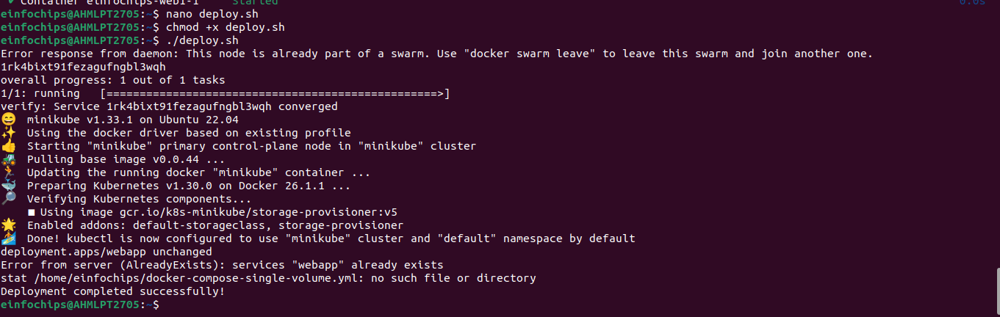 ✔ Container einfochips-web1-1    Started    0.0s
einfochips@AHMLPT2705:~$ nano deploy.sh
einfochips@AHMLPT2705:~$ chmod +x deploy.sh
einfochips@AHMLPT2705:~$ ./deploy.sh
Error response from daemon: This node is already part of a swarm. Use "docker swarm leave" to leave this swarm and join another one.
1rk4bixt91fezagufngbl3wqh
overall progress: 1 out of 1 tasks
1/1: running   [==================================================>]
verify: Service 1rk4bixt91fezagufngbl3wqh converged
😄  minikube v1.33.1 on Ubuntu 22.04
✨  Using the docker driver based on existing profile
👍  Starting "minikube" primary control-plane node in "minikube" cluster
🚜  Pulling base image v0.0.44 ...
🏃  Updating the running docker "minikube" container ...
🐳  Preparing Kubernetes v1.30.0 on Docker 26.1.1 ...
🔎  Verifying Kubernetes components...
    ▪ Using image gcr.io/k8s-minikube/storage-provisioner:v5
🌟  Enabled addons: default-storageclass, storage-provisioner
🏄  Done! kubectl is now configured to use "minikube" cluster and "default" namespace by default
deployment.apps/webapp unchanged
Error from server (AlreadyExists): services "webapp" already exists
stat /home/einfochips/docker-compose-single-volume.yml: no such file or directory
Deployment completed successfully!
einfochips@AHMLPT2705:~$